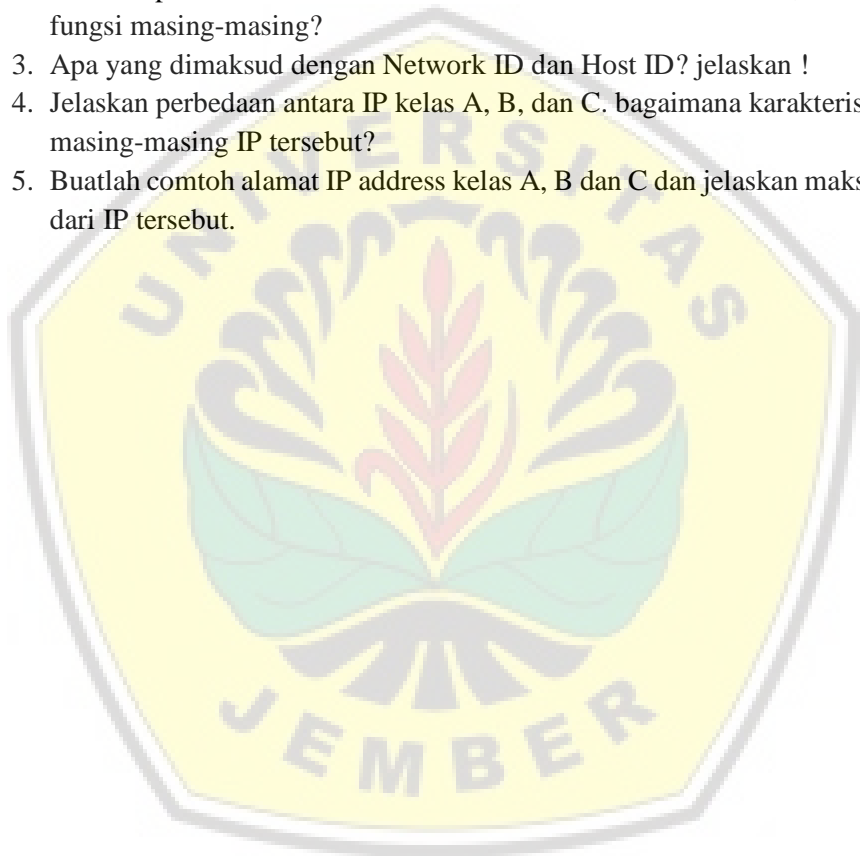 fungsi masing-masing?
3. Apa yang dimaksud dengan Network ID dan Host ID? jelaskan !
4. Jelaskan perbedaan antara IP kelas A, B, dan C. bagaimana karakteris
masing-masing IP tersebut?
5. Buatlah comtoh alamat IP address kelas A, B dan C dan jelaskan maks
dari IP tersebut.
UNIVERSITAS
JEMBER